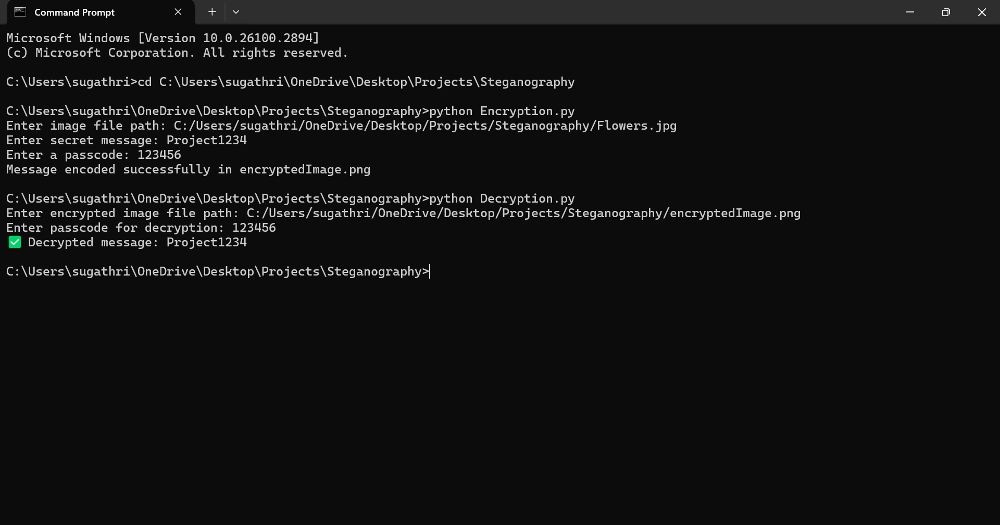 Command Prompt
Microsoft Windows [Version 10.0.26100.2894]
(c) Microsoft Corporation. All rights reserved.
C:\Users\sugathri>cd C:\Users\sugathri\OneDrive\Desktop\Projects\Steganography
C:\Users\sugathri\OneDrive\Desktop\Projects\Steganography>python Encryption.py
Enter image file path: C:/Users/sugathri/OneDrive/Desktop/Projects/Steganography/Flowers.jpg
Enter secret message: Project1234
Enter a passcode: 123456
Message encoded successfully in encryptedImage.png
C:\Users\sugathri\OneDrive\Desktop\Projects\Steganography>python Decryption.py
Enter encrypted image file path: C:/Users/sugathri/OneDrive/Desktop/Projects/Steganography/encryptedImage.png
Enter passcode for decryption: 123456
✅ Decrypted message: Project1234
C:\Users\sugathri\OneDrive\Desktop\Projects\Steganography>